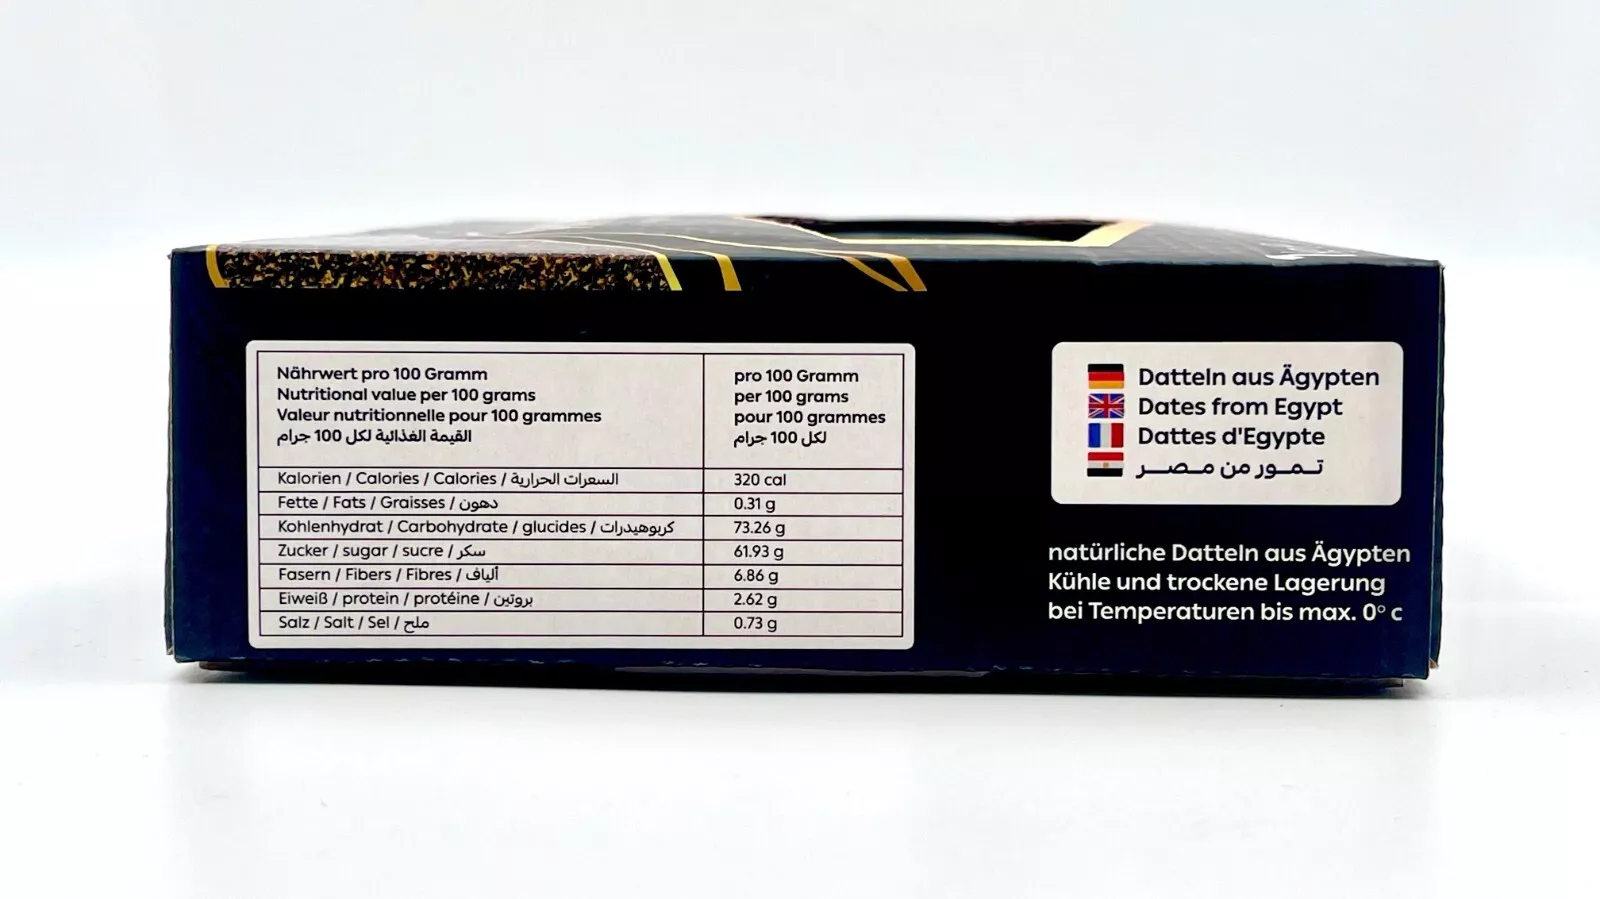 Nährwert pro 100 Gramm
Nutritional value per 100 grams
Valeur nutritionnelle pour 100 grammes
القيمة الغذائية لكل 100 جرام
pro 100 Gramm
per 100 grams
pour 100 grammes
لكل 100 جرام
Kalorien / Calories / Calories / السعرات الحرارية 320 cal
Fette / Fats / Graisses / دهون 0.31 g
Kohlenhydrat / Carbohydrate / glucides / كربوهيدرات 73.26 g
Zucker / sugar / sucre / سكر 61.93 g
Fasern / Fibers / Fibres / ألياف 6.86 g
Eiweiß / protein / protéine / بروتين 2.62 g
Salz / Salt / Sel / ملح 0.73 g
Datteln aus Ägypten
Dates from Egypt
Dattes d'Egypte
تـمـور من مـصـر
natürliche Datteln aus Ägypten
Kühle und trockene Lagerung
bei Temperaturen bis max. 0° c